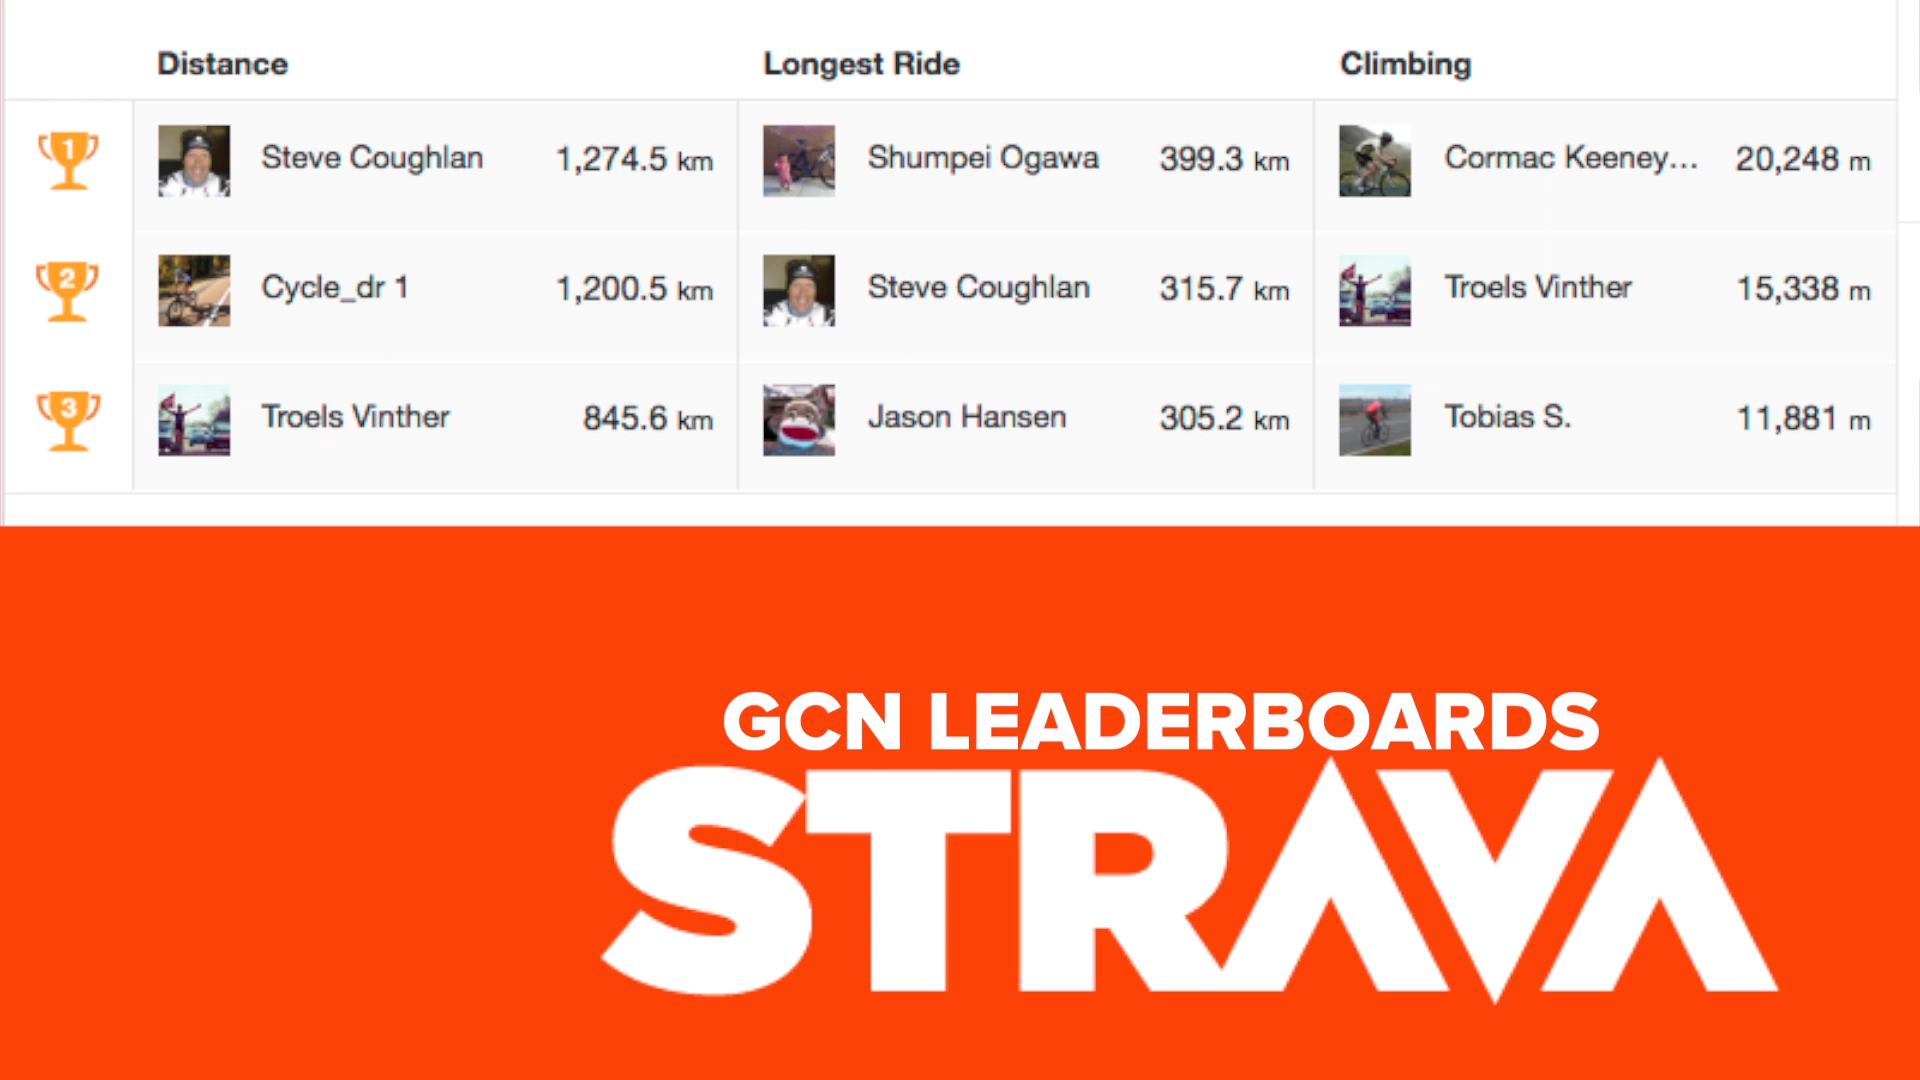 Distance Longest Ride Climbing
1 Steve Coughlan 1,274.5 km Shumpei Ogawa 399.3 km Cormac Keeney... 20,248 m
2 Cycle_dr 1 1,200.5 km Steve Coughlan 315.7 km Troels Vinther 15,338 m
3 Troels Vinther 845.6 km Jason Hansen 305.2 km Tobias S. 11,881 m
GCN LEADERBOARDS
STRAVA